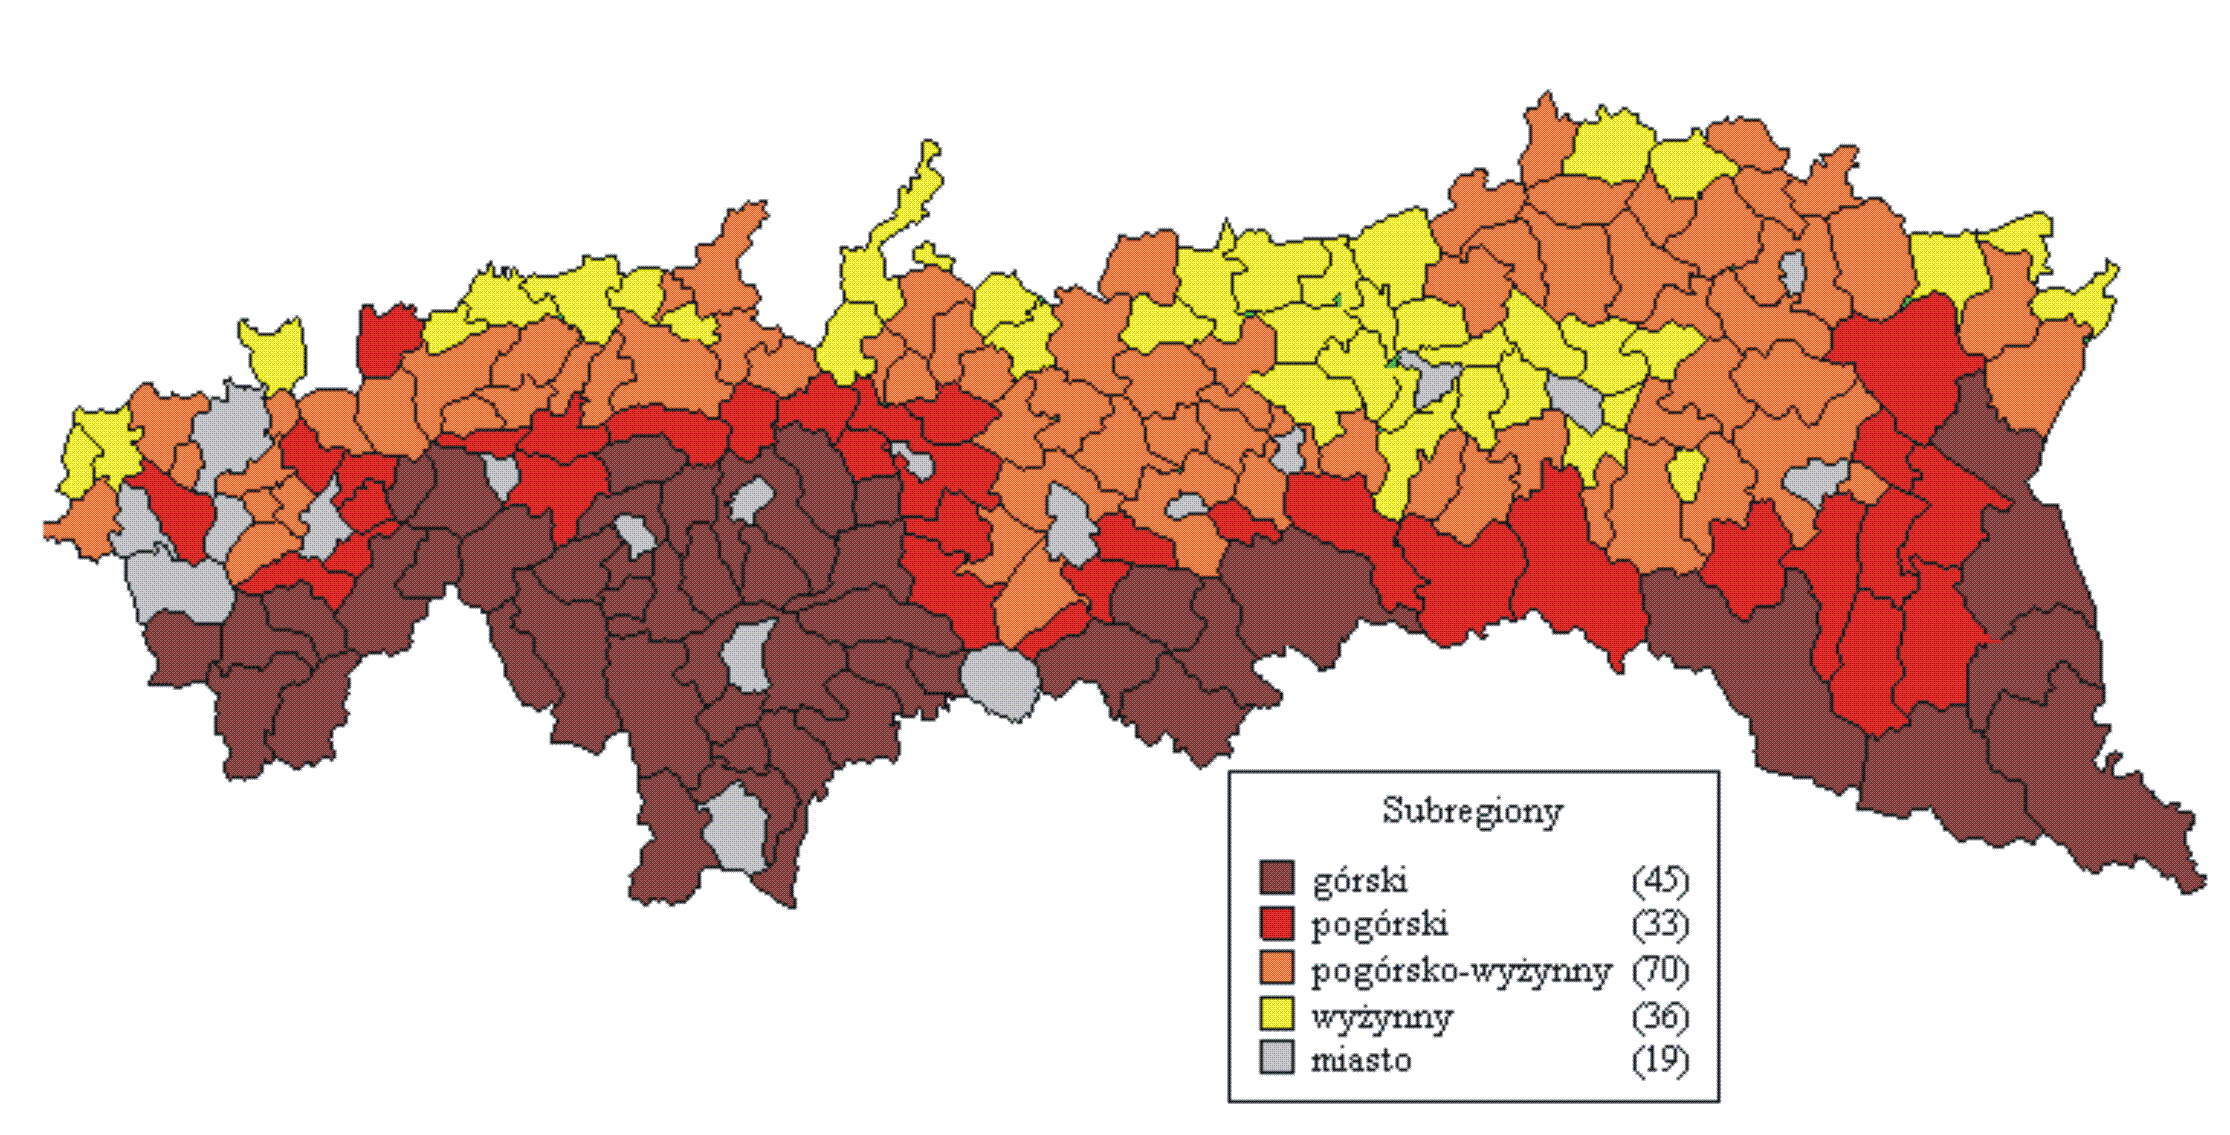 Subregiony
górski (45)
pogórski (33)
pogórsko-wyżynny (70)
wyżynny (36)
miasto (19)